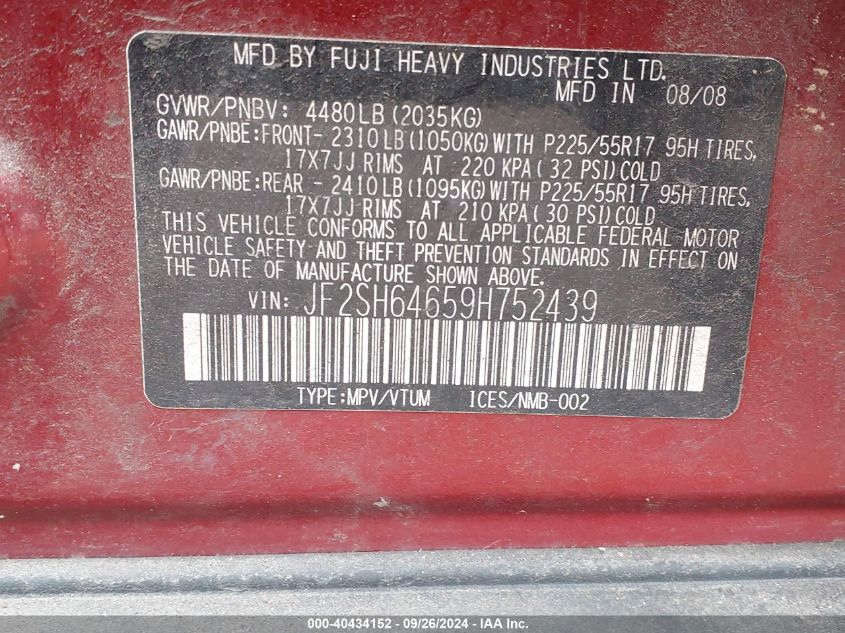 MFD BY FUJI HEAVY INDUSTRIES LTD.
MFD IN 08/08
GVWR/PNBV: 4480LB(2035KG)
GAWR/PNBE:FRONT- 2310LB(1050KG)WITH P225/55R17 95H TIRES,
17X7JJ RIMS AT 220 KPA( 32 PSI)COLD
GAWR/PNBE:REAR - 2410LB(1095KG)WITH P225/55R17 95H TIRES,
17X7JJ RIMS AT 210 KPA(30 PSI)COLD
THIS VEHICLE CONFORMS TO ALL APPLICABLE FEDERAL MOTOR
VEHICLE SAFETY AND THEFT PREVENTION STANDARDS IN EFFECT ON
THE DATE OF MANUFACTURE SHOWN ABOVE.
VIN: JF2SH64659H752439
TYPE:MPV/VTUM ICES/NMB-002
000-40434152 - 09/26/2024 - IAA Inc.